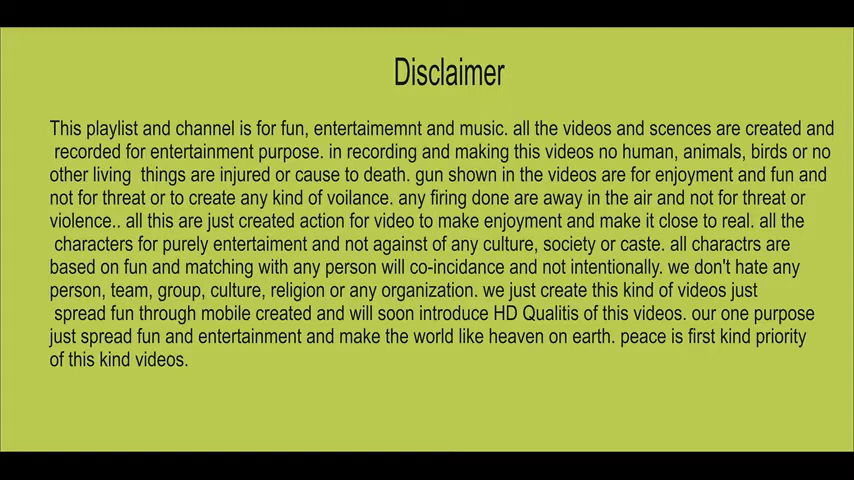 Disclaimer
This playlist and channel is for fun, entertaimemnt and music. all the videos and scences are created and
recorded for entertainment purpose. in recording and making this videos no human, animals, birds or no
other living things are injured or cause to death. gun shown in the videos are for enjoyment and fun and
not for threat or to create any kind of voilance. any firing done are away in the air and not for threat or
violence.. all this are just created action for video to make enjoyment and make it close to real. all the
characters for purely entertaiment and not against of any culture, society or caste. all charactrs are
based on fun and matching with any person will co-incidance and not intentionally. we don't hate any
person, team, group, culture, religion or any organization. we just create this kind of videos just
spread fun through mobile created and will soon introduce HD Qualitis of this videos. our one purpose
just spread fun and entertainment and make the world like heaven on earth. peace is first kind priority
of this kind videos.